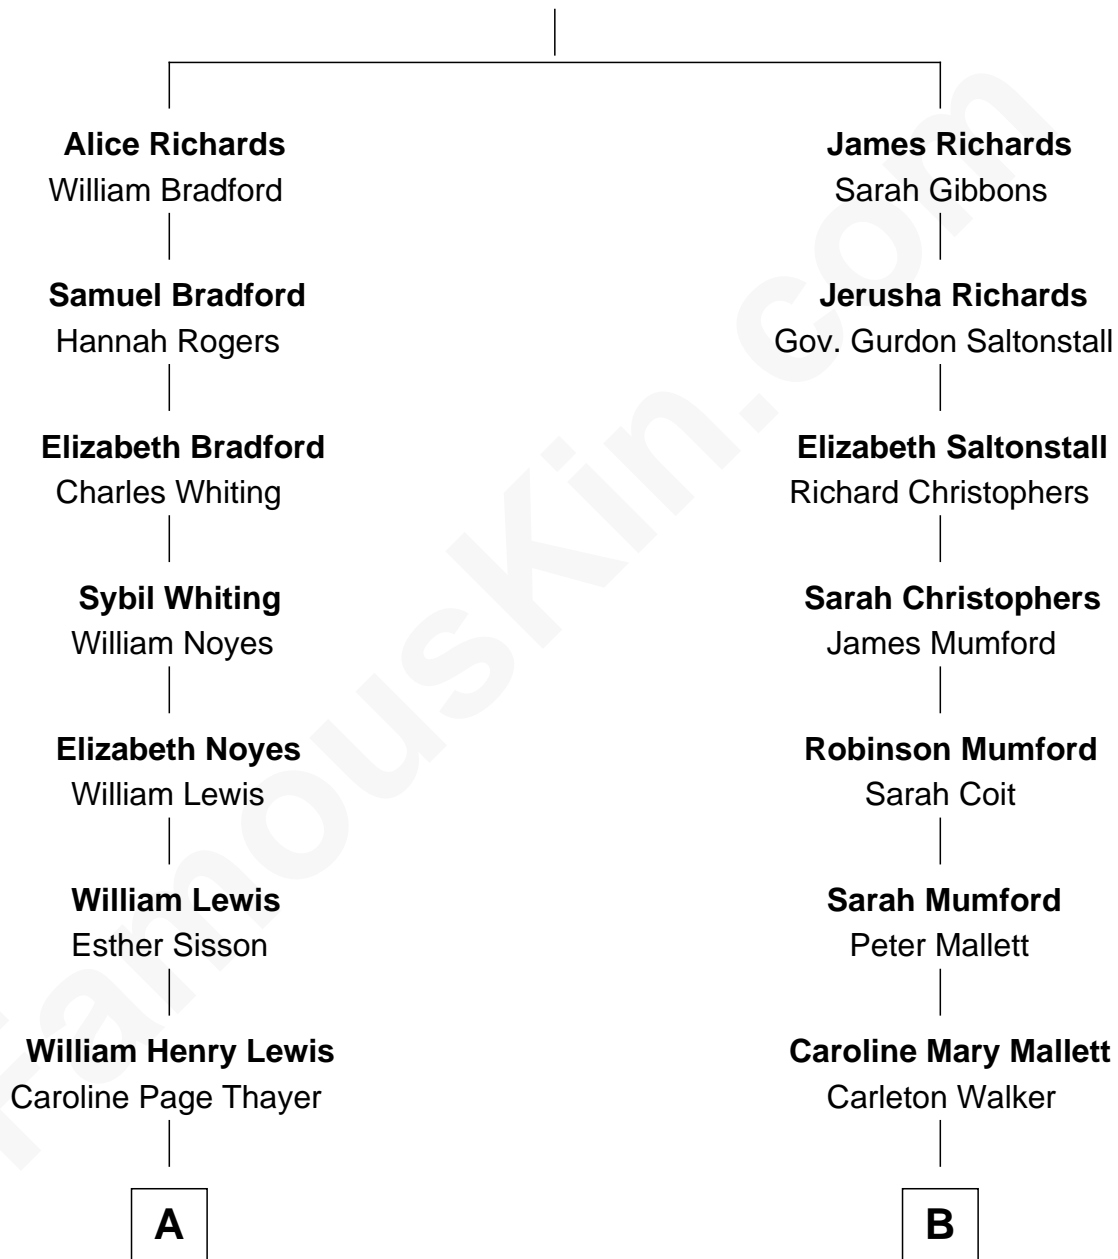 Alice Richards
William Bradford
Samuel Bradford
Hannah Rogers
Elizabeth Bradford
Charles Whiting
Sybil Whiting
William Noyes
Elizabeth Noyes
William Lewis
William Lewis
Esther Sisson
William Henry Lewis
Caroline Page Thayer
A
James Richards
Sarah Gibbons
Jerusha Richards
Gov. Gurdon Saltonstall
Elizabeth Saltonstall
Richard Christophers
Sarah Christophers
James Mumford
Robinson Mumford
Sarah Coit
Sarah Mumford
Peter Mallett
Caroline Mary Mallett
Carleton Walker
B
FamousKin.com